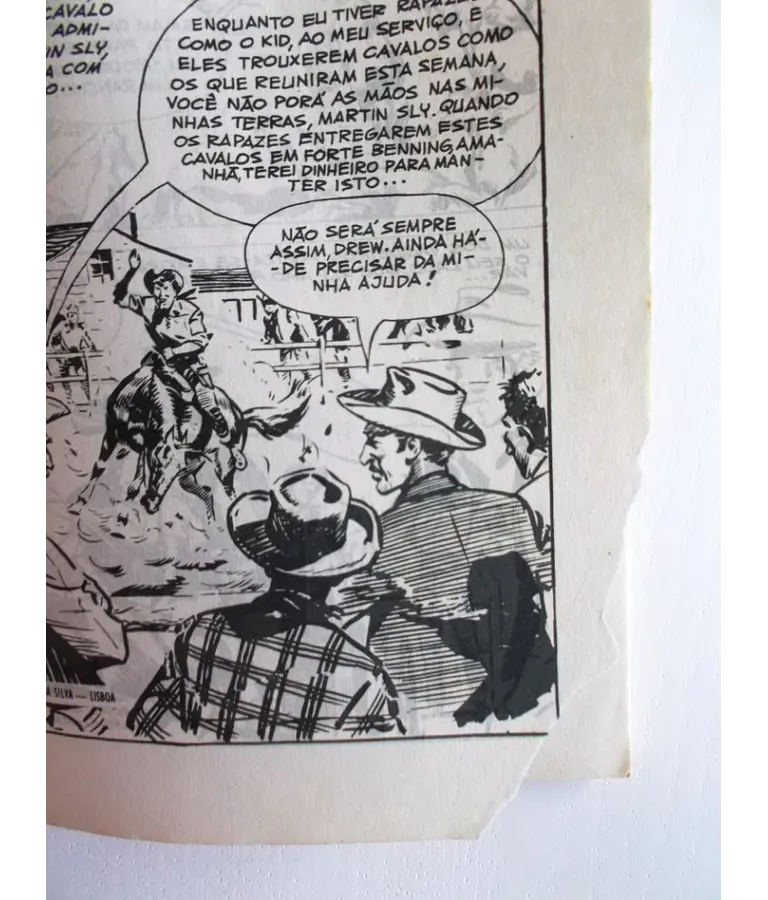 CAVALO
ADMI-
IN SLY,
A COM
O...
ENQUANTO EU TIVER RAPAZES
COMO O KID, AO MEU SERVIÇO, E
ELES TROUXEREM CAVALOS COMO
OS QUE REUNIRAM ESTA SEMANA,
VOCÊ NÃO PORÁ AS MÃOS NAS MI-
NHAS TERRAS, MARTIN SLY. QUANDO
OS RAPAZES ENTREGAREM ESTES
CAVALOS EM FORTE BENNING, AMA-
NHÃ, TEREI DINHEIRO PARA MAN-
TER ISTO...
NÃO SERÁ SEMPRE
ASSIM, DREW. AINDA HÁ-
-DE PRECISAR DA MI-
NHA AJUDA!
A SILVA — LISBOA